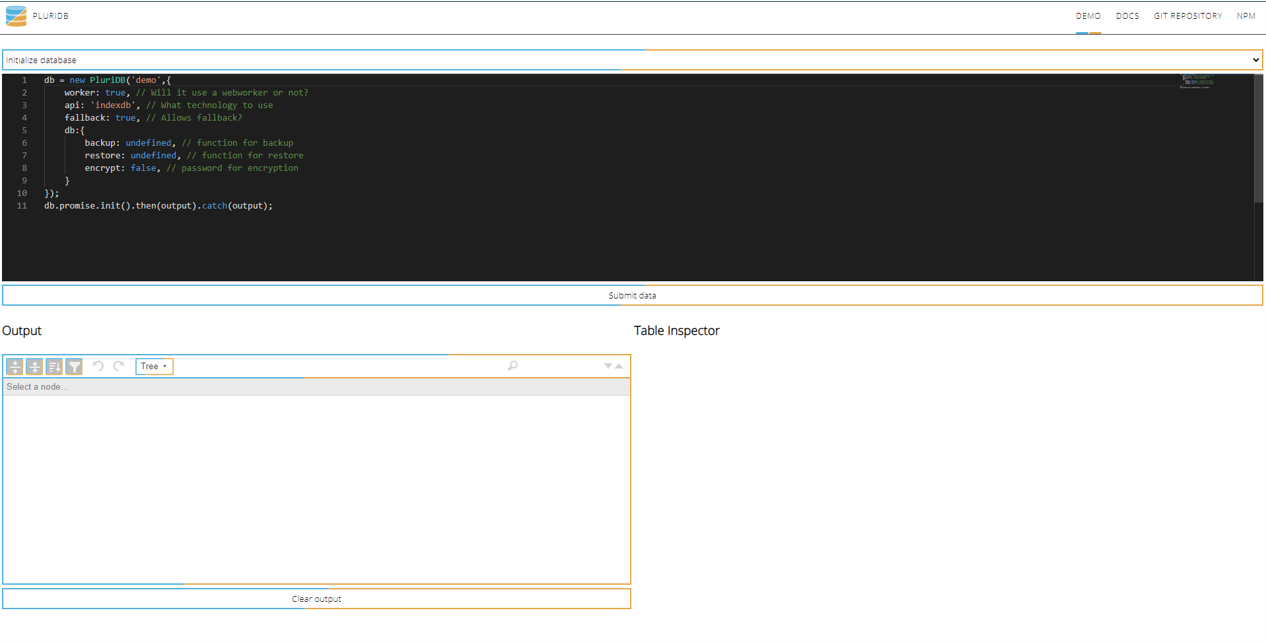 PLURIDB
DEMO DOCS GIT REPOSITORY NPM
Initialize database
1 db = new PluriDB('demo',{
2 worker: true, // Will it use a webworker or not?
3 api: 'indexdb', // What technology to use
4 fallback: true, // Allows fallback?
5 db:{
6 backup: undefined, // function for backup
7 restore: undefined, // function for restore
8 encrypt: false, // password for encryption
9 }
10 });
11 db.promise.init().then(output).catch(output);
Submit data
Output
Table Inspector
Tree
Select a node...
Clear output